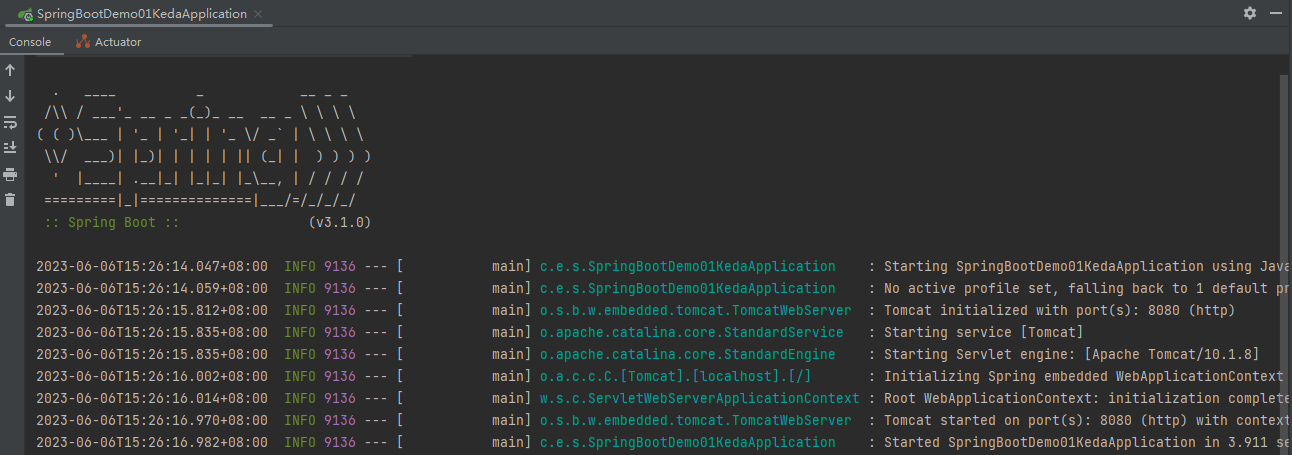 SpringBootDemo01KedaApplication
Console Actuator
  .   ____          _            __ _ _
 /\\ / ___'_ __ _ _(_)_ __  __ _ \ \ \ \
( ( )\___ | '_ | '_| | '_ \/ _` | \ \ \ \
 \\/  ___)| |_)| | | | | || (_| |  ) ) ) )
  '  |____| .__|_| |_|_| |_\__, | / / / /
 =========|_|==============|___/=/_/_/_/
 :: Spring Boot ::                (v3.1.0)
2023-06-06T15:26:14.047+08:00  INFO 9136 --- [           main] c.e.s.SpringBootDemo01KedaApplication    : Starting SpringBootDemo01KedaApplication using Java
2023-06-06T15:26:14.059+08:00  INFO 9136 --- [           main] c.e.s.SpringBootDemo01KedaApplication    : No active profile set, falling back to 1 default pr
2023-06-06T15:26:15.812+08:00  INFO 9136 --- [           main] o.s.b.w.embedded.tomcat.TomcatWebServer  : Tomcat initialized with port(s): 8080 (http)
2023-06-06T15:26:15.835+08:00  INFO 9136 --- [           main] o.apache.catalina.core.StandardService   : Starting service [Tomcat]
2023-06-06T15:26:15.835+08:00  INFO 9136 --- [           main] o.apache.catalina.core.StandardEngine    : Starting Servlet engine: [Apache Tomcat/10.1.8]
2023-06-06T15:26:16.002+08:00  INFO 9136 --- [           main] o.a.c.c.C.[Tomcat].[localhost].[/]       : Initializing Spring embedded WebApplicationContext
2023-06-06T15:26:16.014+08:00  INFO 9136 --- [           main] w.s.c.ServletWebServerApplicationContext : Root WebApplicationContext: initialization complete
2023-06-06T15:26:16.970+08:00  INFO 9136 --- [           main] o.s.b.w.embedded.tomcat.TomcatWebServer  : Tomcat started on port(s): 8080 (http) with context
2023-06-06T15:26:16.982+08:00  INFO 9136 --- [           main] c.e.s.SpringBootDemo01KedaApplication    : Started SpringBootDemo01KedaApplication in 3.911 se